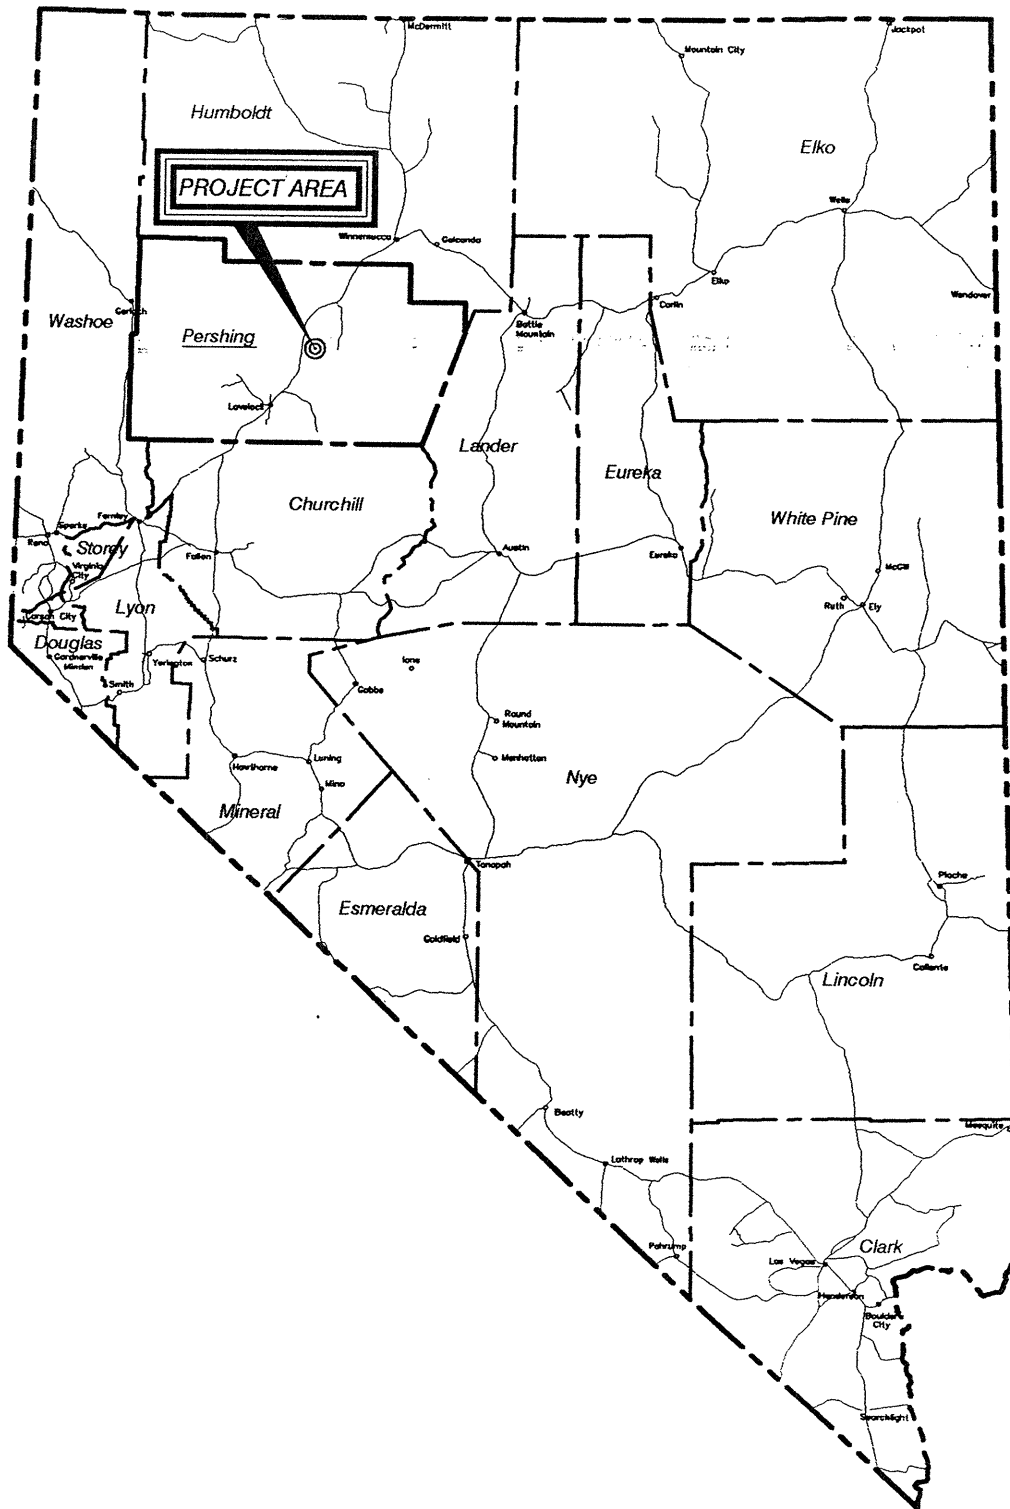 McDermitt
Jackpot
Mountain City
Humboldt
Elko
PROJECT AREA
Wells
Winnemucca
Golconda
Elko
Carlin
Wendover
Gerlach
Washoe
Battle
Mountain
Pershing
Lovelock
Lander
Eureka
Churchill
White Pine
Sparks
Fernley
Reno
Storey
Fallon
Austin
Eureka
Virginia
City
McGill
Ruth
Ely
Carson City
Lyon
Douglas
Gardnerville
Minden
Yerington
Schurz
Ione
Smith
Gabbs
Round
Mountain
Hawthorne
Luning
Manhattan
Mina
Nye
Mineral
Tonopah
Pioche
Esmeralda
Goldfield
Caliente
Lincoln
Beatty
Mesquite
Lathrop Wells
Pahrump
Clark
Las Vegas
Henderson
Boulder
City
Searchlight